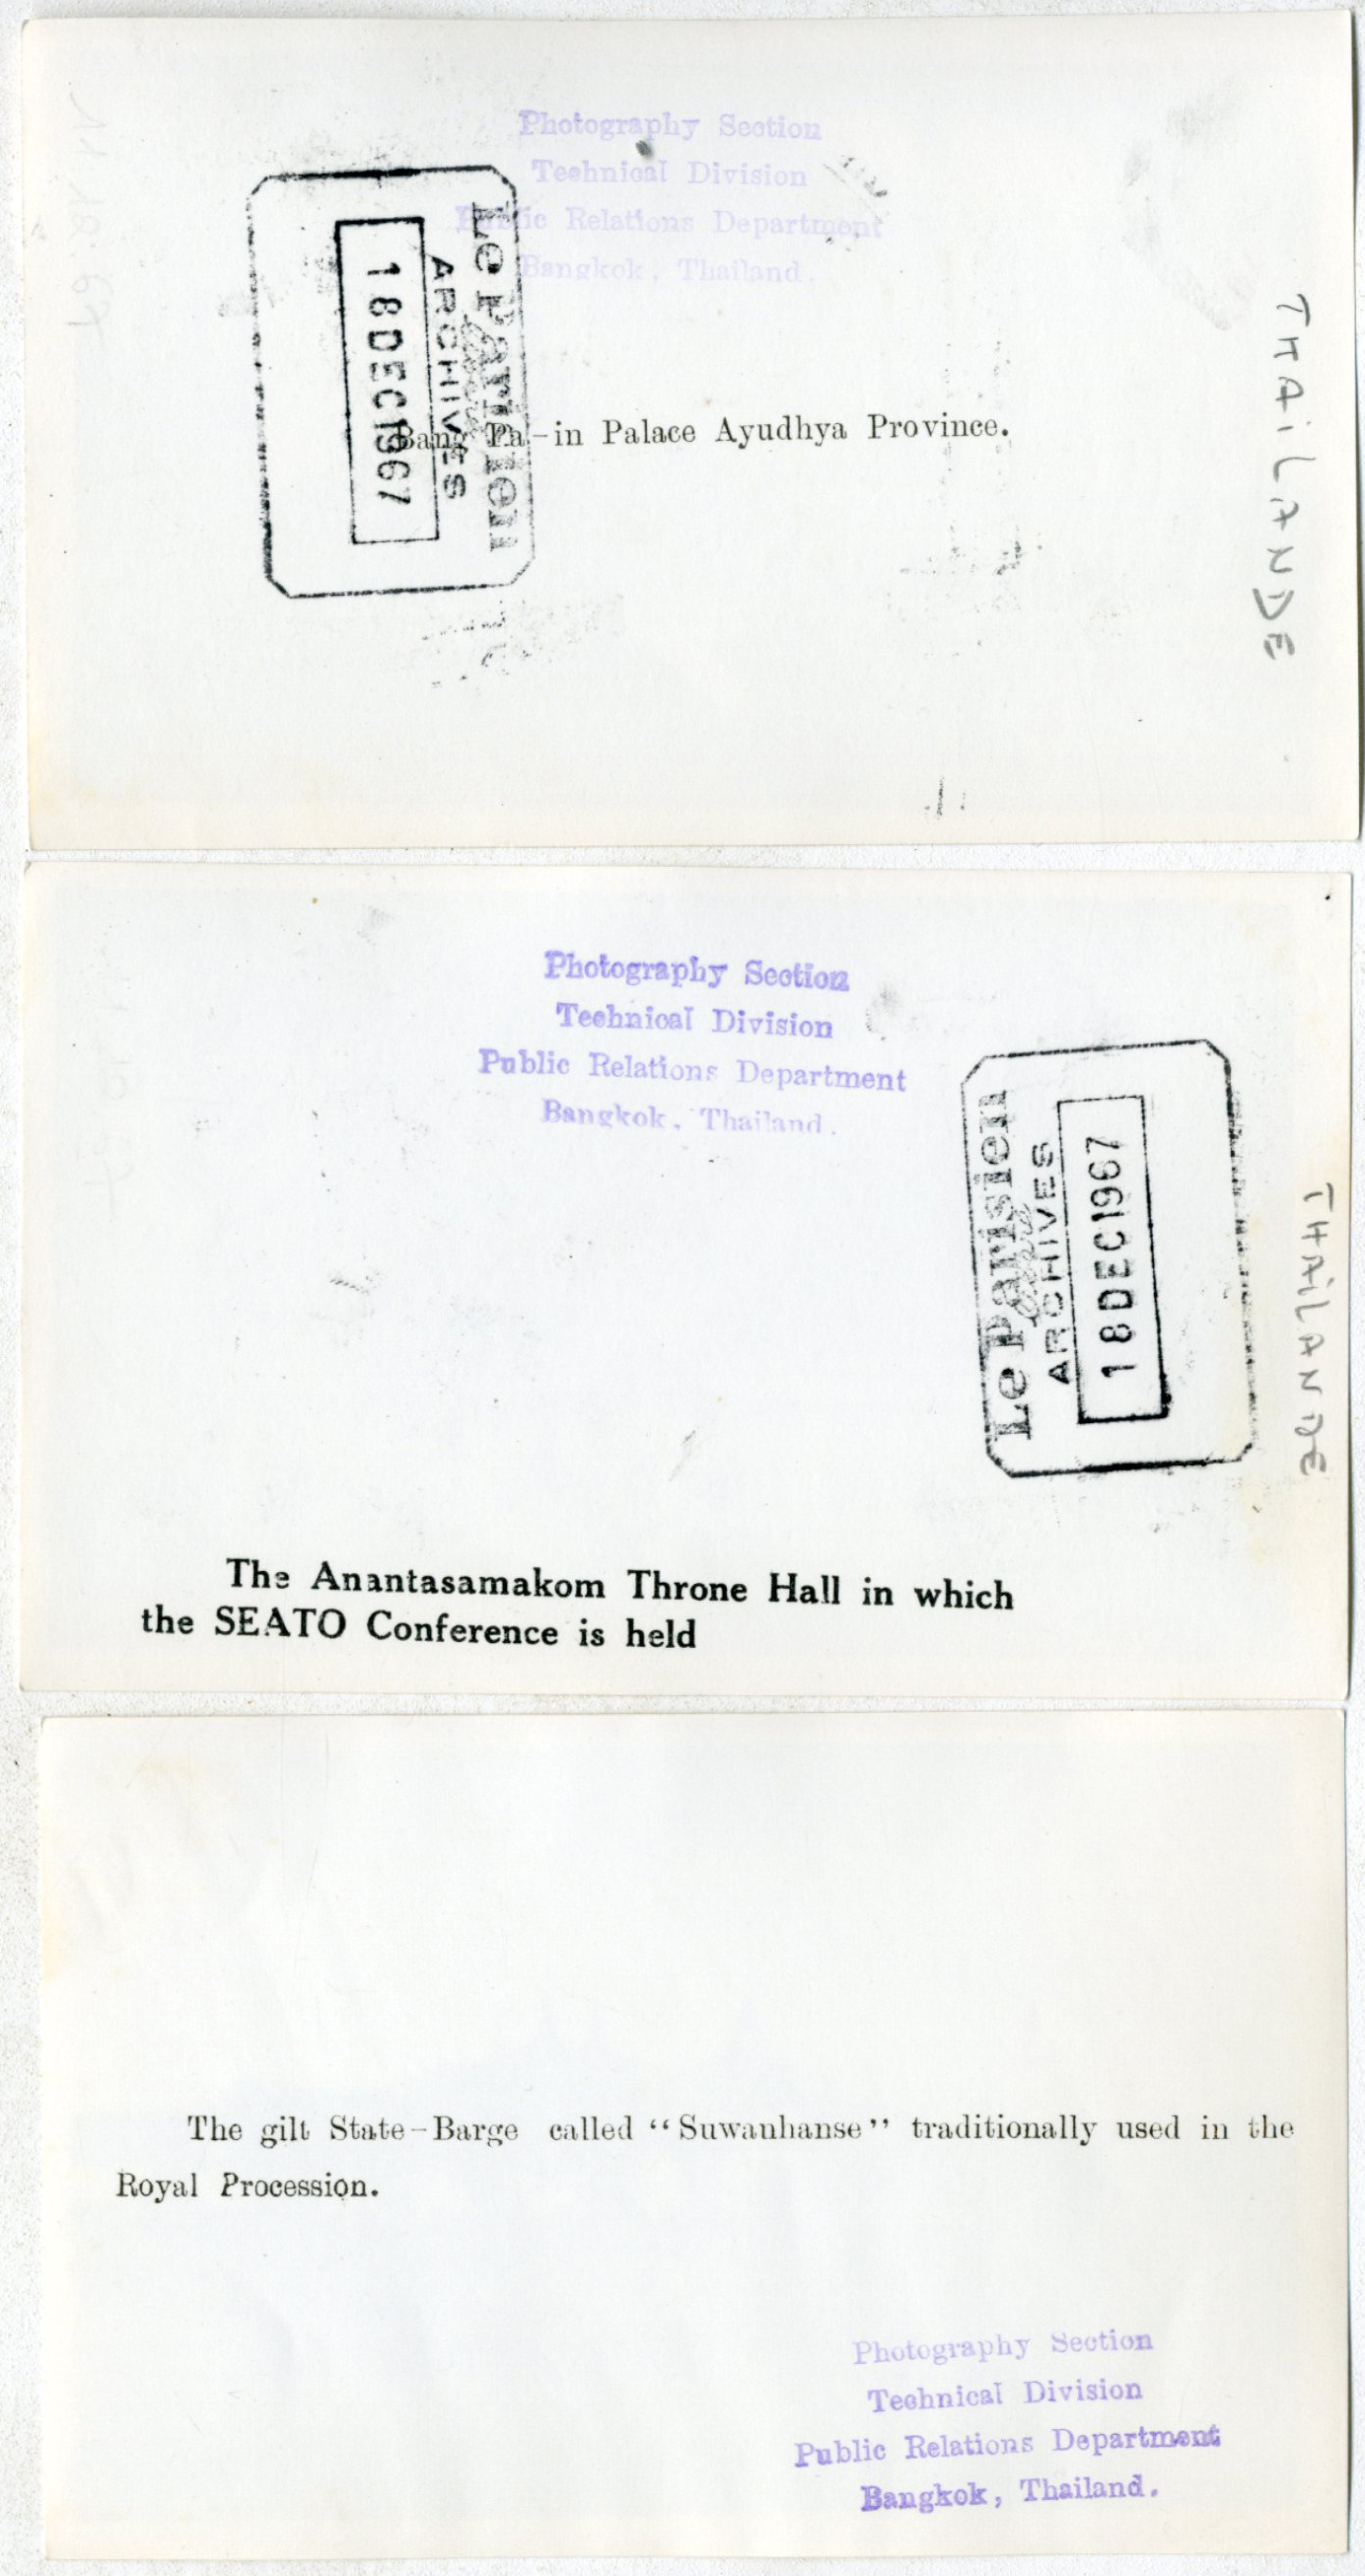 Photography Section
Technical Division
Public Relations Department
Bangkok, Thailand.
Le Parisien
ARCHIVES
18 DEC 1967
Bang Pa-in Palace Ayudhya Province.
THAiLANDE
Photography Section
Technical Division
Public Relations Department
Bangkok, Thailand.
Le Parisien
ARCHIVES
18 DEC 1967
THAiLANDE
The Anantasamakom Throne Hall in which
the SEATO Conference is held
The gilt State-Barge called “Suwanhanse” traditionally used in the
Royal Procession.
Photography Section
Technical Division
Public Relations Department
Bangkok, Thailand.